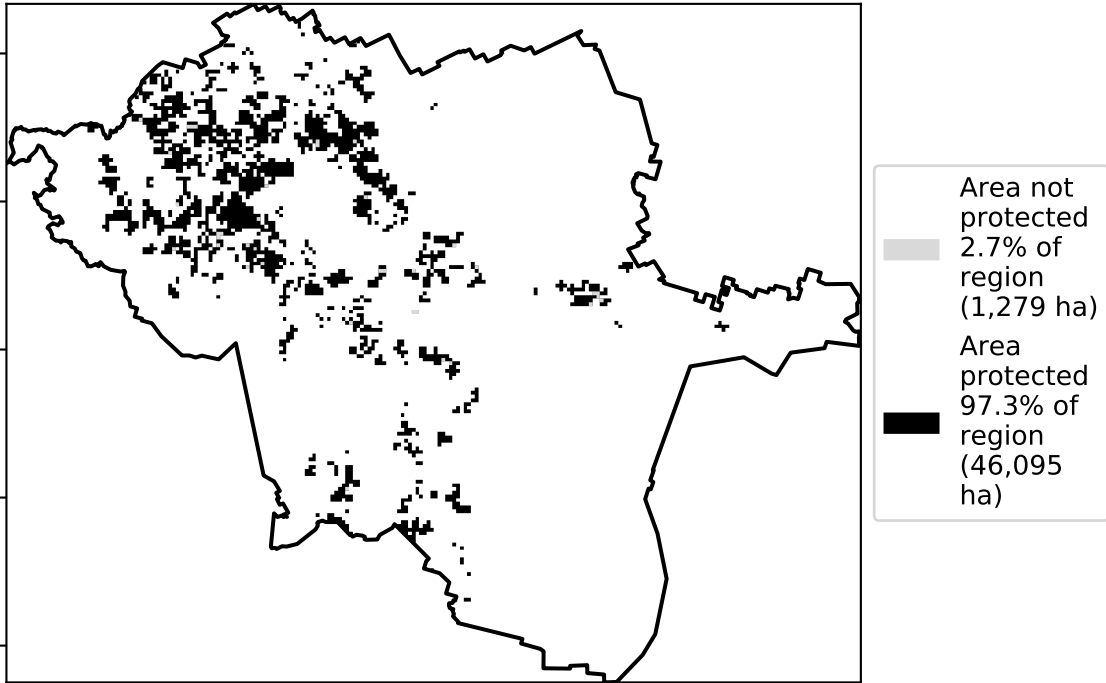 Area not
protected
2.7% of
region
(1,279 ha)
Area
protected
97.3% of
region
(46,095
ha)